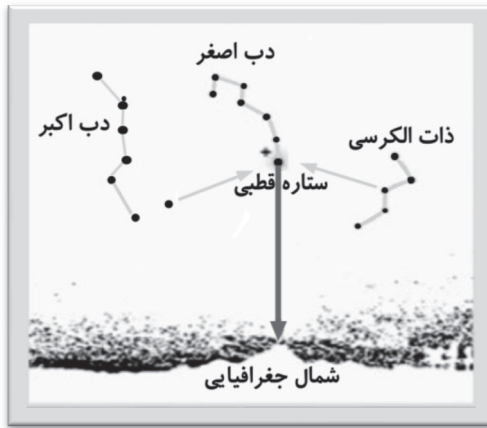 دب اصغر
دب اکبر
ذات الکرسی
ستاره قطبی
شمال جغرافیایی